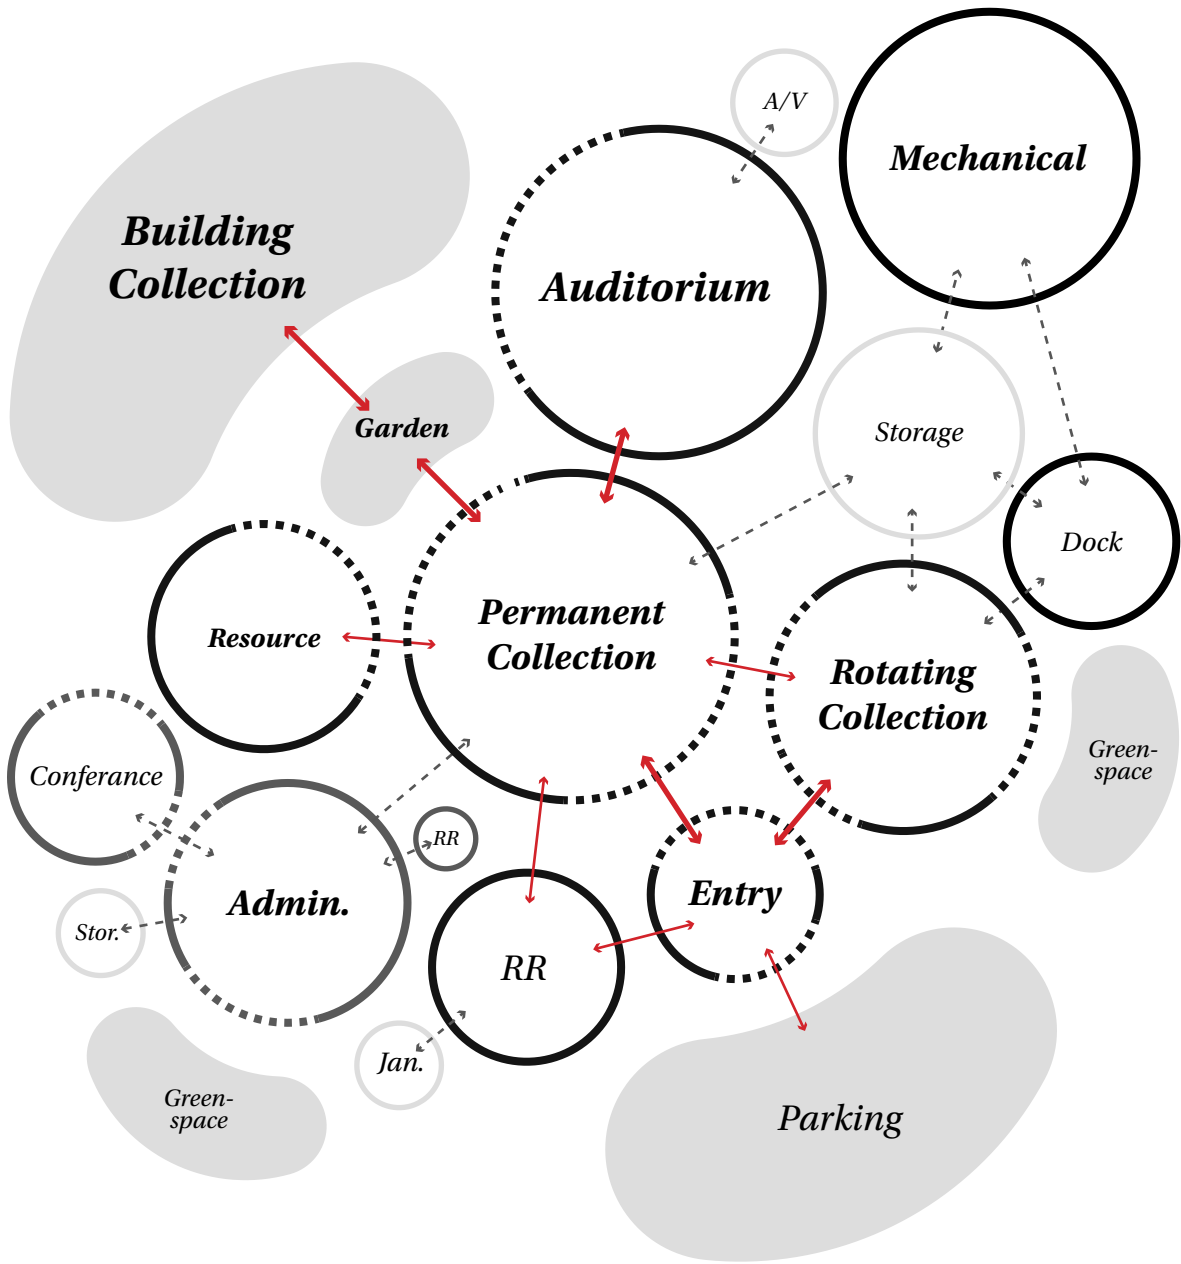 A/V
Mechanical
Building
Collection
Auditorium
Garden
Storage
Dock
Resource
Permanent
Collection
Rotating
Collection
Green-
space
Conferance
RR
Admin.
Entry
Stor.
RR
Jan.
Green-
space
Parking